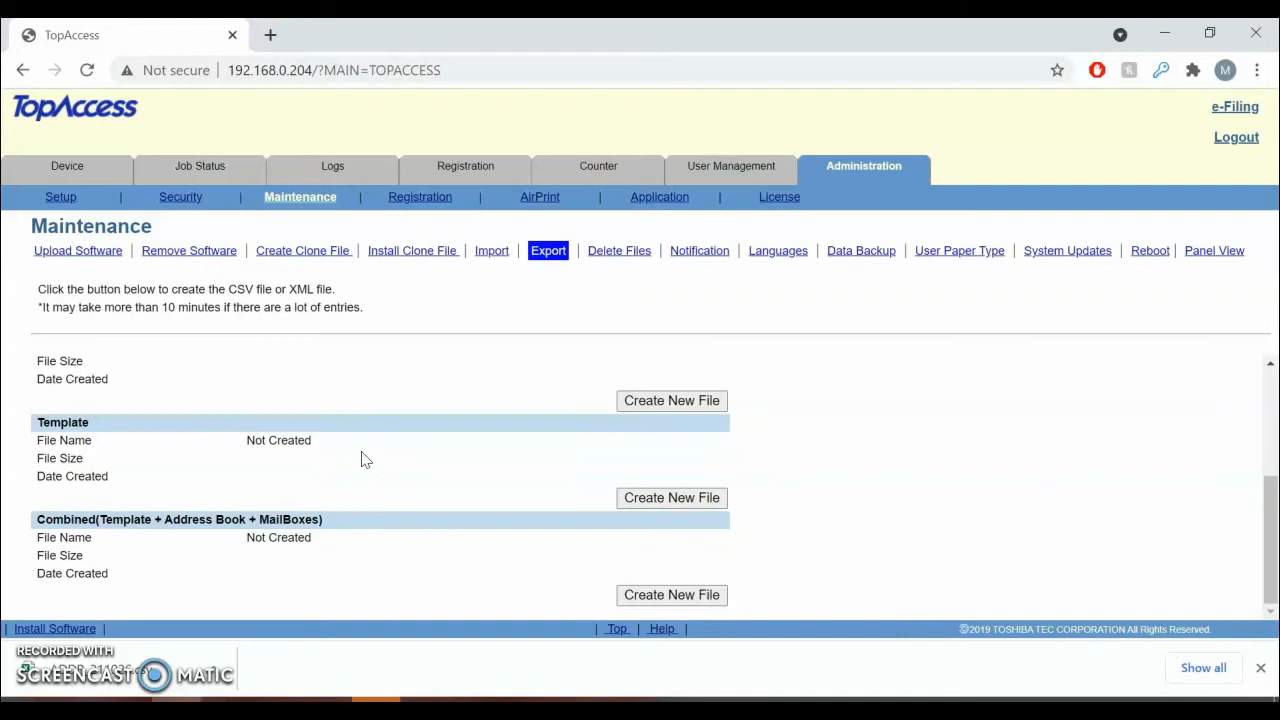 TopAccess
Not secure
192.168.0.204/?MAIN=TOPACCESS
M
TopAccess
e-Filing
Logout
Device
Job Status
Logs
Registration
Counter
User Management
Administration
Setup | Security | Maintenance | Registration | AirPrint | Application | License
Maintenance
Upload Software | Remove Software | Create Clone File | Install Clone File | Import | Export | Delete Files | Notification | Languages | Data Backup | User Paper Type | System Updates | Reboot | Panel View
Click the button below to create the CSV file or XML file.
*It may take more than 10 minutes if there are a lot of entries.
File Size
Date Created
Create New File
Template
File Name Not Created
File Size
Date Created
Create New File
Combined(Template + Address Book + MailBoxes)
File Name Not Created
File Size
Date Created
Create New File
| Install Software |
| Top | Help |
©2019 TOSHIBA TEC CORPORATION All Rights Reserved.
RECORDED WITH
SCREENCAST MATIC
Show all